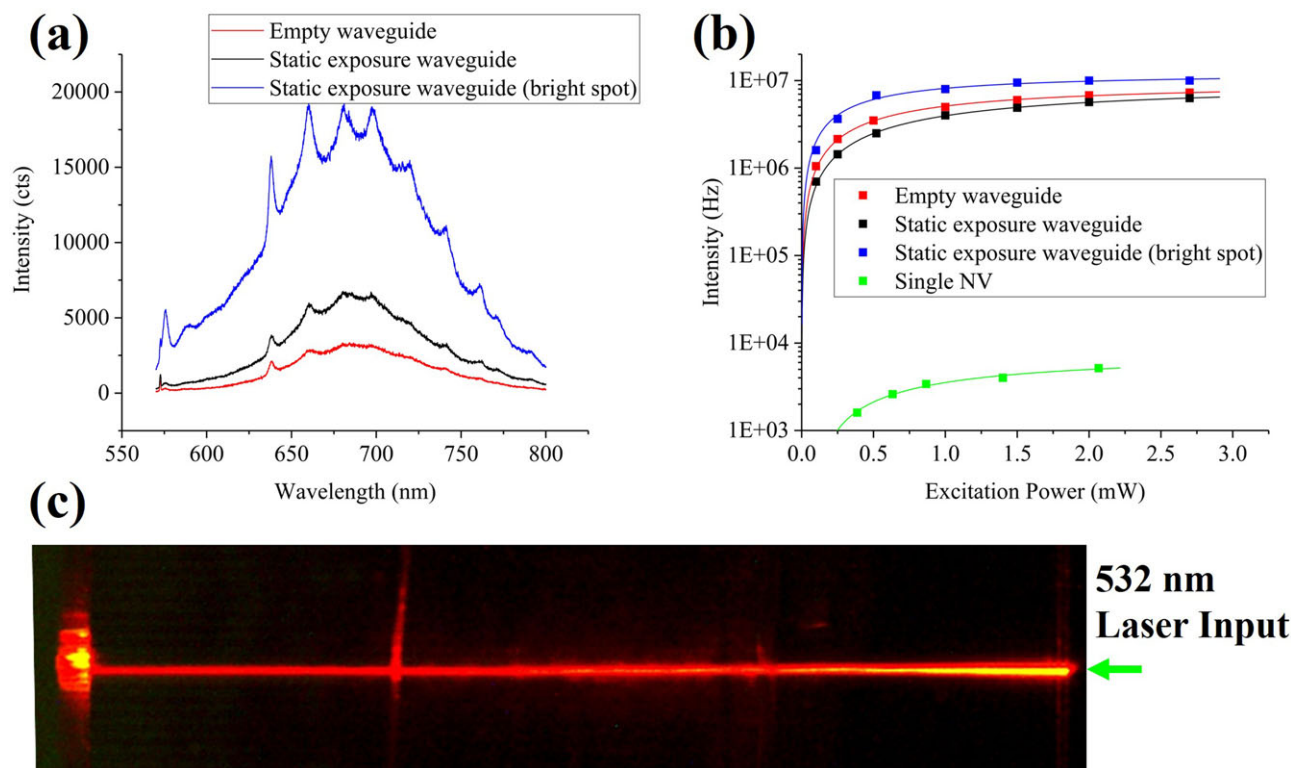 (a)
Empty waveguide
Static exposure waveguide
Static exposure waveguide (bright spot)
20000
15000
10000
5000
0
Intensity (cts)
550
600
650
700
750
800
Wavelength (nm)
(b)
1E+07
1E+06
1E+05
1E+04
1E+03
Intensity (Hz)
Empty waveguide
Static exposure waveguide
Static exposure waveguide (bright spot)
Single NV
0.0
0.5
1.0
1.5
2.0
2.5
3.0
Excitation Power (mW)
(c)
532 nm
Laser Input